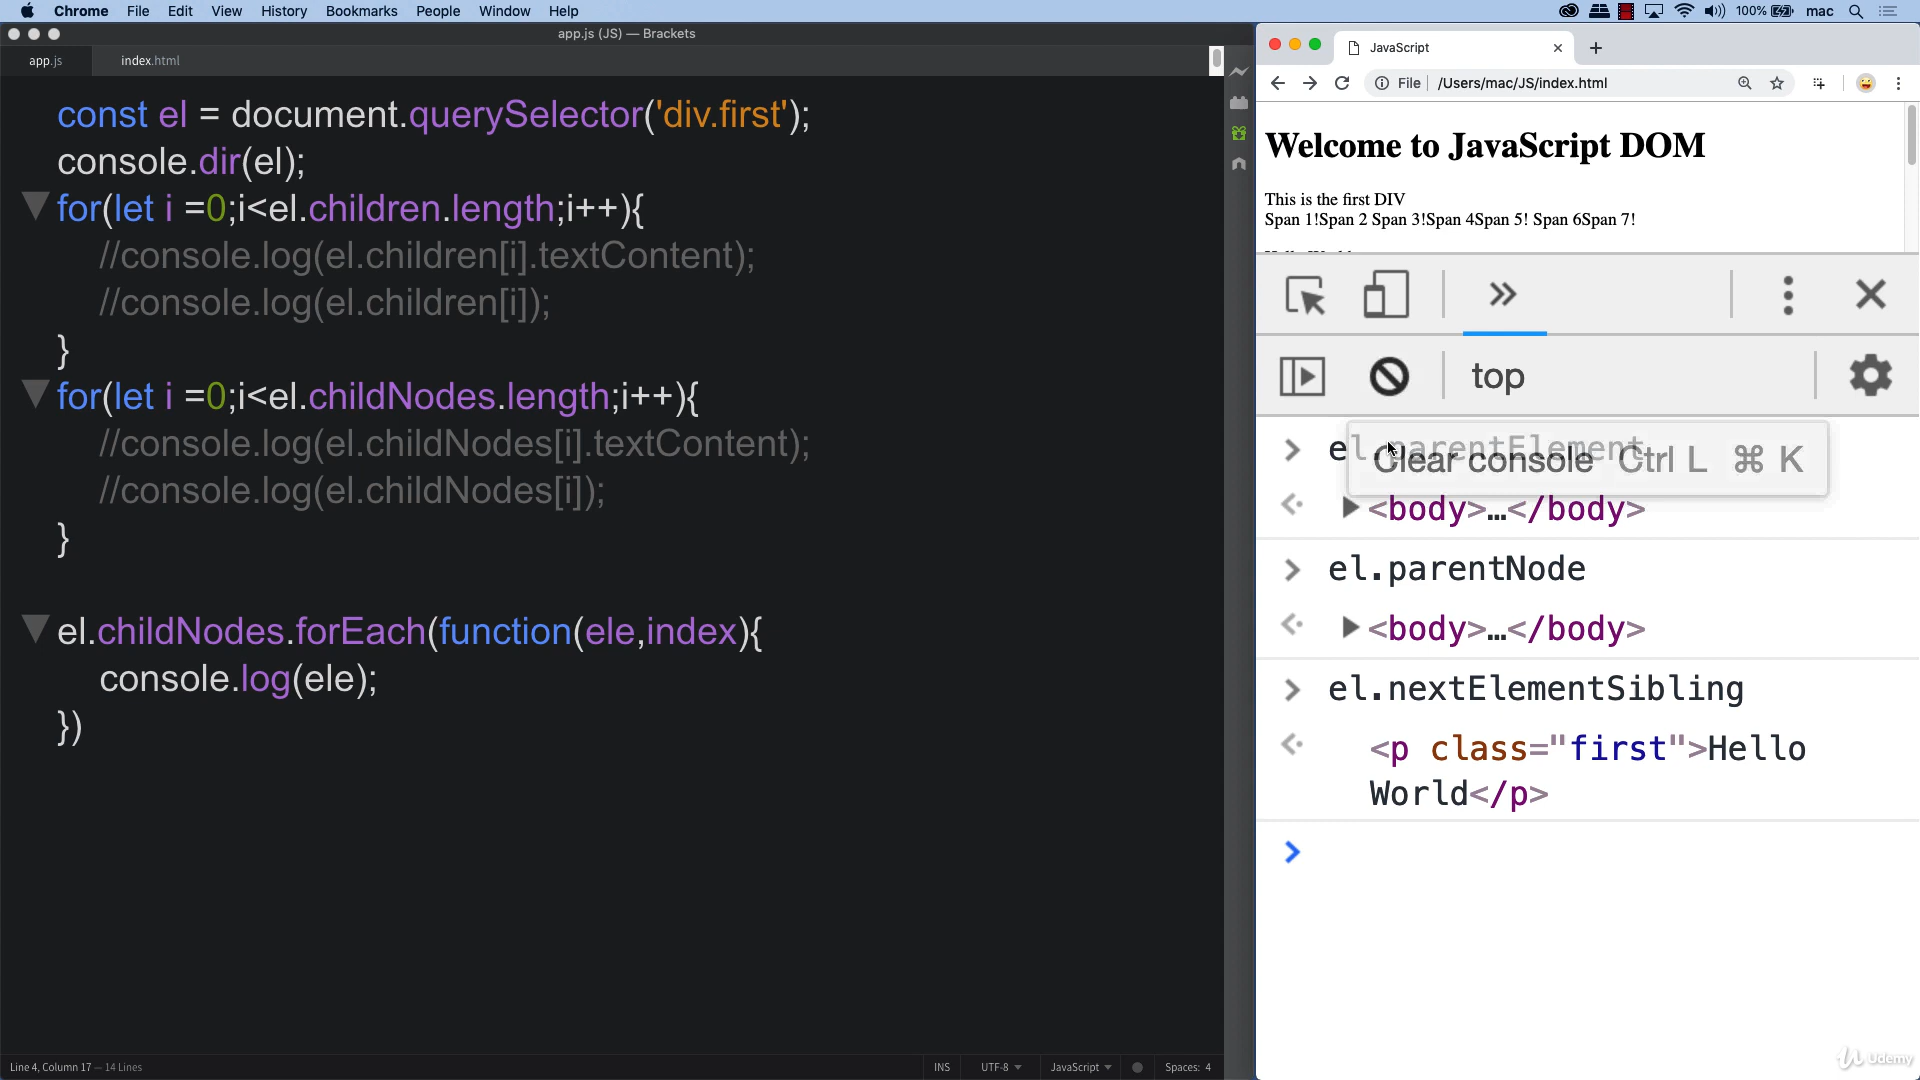 Chrome File Edit View History Bookmarks People Window Help
100% mac
app.js (JS) — Brackets
app.js index.html
const el = document.querySelector('div.first');
console.dir(el);
for(let i =0;i<el.children.length;i++){
//console.log(el.children[i].textContent);
//console.log(el.children[i]);
}
for(let i =0;i<el.childNodes.length;i++){
//console.log(el.childNodes[i].textContent);
//console.log(el.childNodes[i]);
}
el.childNodes.forEach(function(ele,index){
console.log(ele);
})
Line 4, Column 17 — 14 Lines
INS UTF-8 JavaScript Spaces: 4
JavaScript
File /Users/mac/JS/index.html
Welcome to JavaScript DOM
This is the first DIV
Span 1!Span 2 Span 3!Span 4Span 5! Span 6Span 7!
top
el.parentElement
Clear console Ctrl L ⌘ K
<body>…</body>
el.parentNode
<body>…</body>
el.nextElementSibling
<p class="first">Hello
World</p>
Udemy